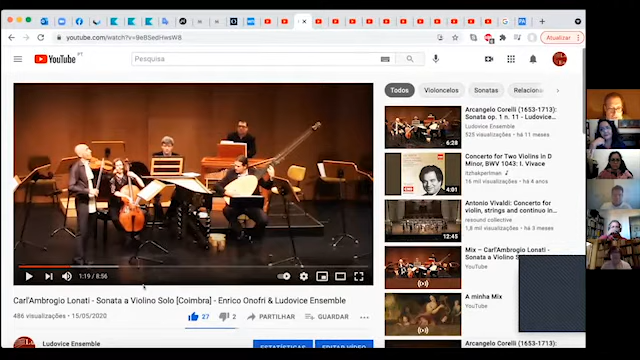 youtube.com/watch?v=9eBSedHwsW8
Atualizar
YouTube PT
Pesquisa
1:19 / 8:56
Carl'Ambrogio Lonati - Sonata a Violino Solo [Coimbra] - Enrico Onofri & Ludovice Ensemble
486 visualizações • 15/05/2020
27
2
PARTILHAR
GUARDAR
Ludovice Ensemble
ESTATÍSTICAS
EDITAR VÍDEO
Todos
Violoncelos
Sonatas
Relaciona
Arcangelo Corelli (1653-1713):
Sonata op. 1 n. 11 - Ludovice...
Ludovice Ensemble
525 visualizações • há 11 meses
6:28
Concerto for Two Violins in D
Minor, BWV 1043: I. Vivace
itzhakperlman
16 mil visualizações • há 4 anos
4:01
Antonio Vivaldi: Concerto for
violin, strings and continuo in...
resound collective
1,8 mil visualizações • há 3 meses
12:45
Mix – Carl'Ambrogio Lonati -
Sonata a Violino S
YouTube
A minha Mix
YouTube
Arcangelo Corelli (1653-1713):